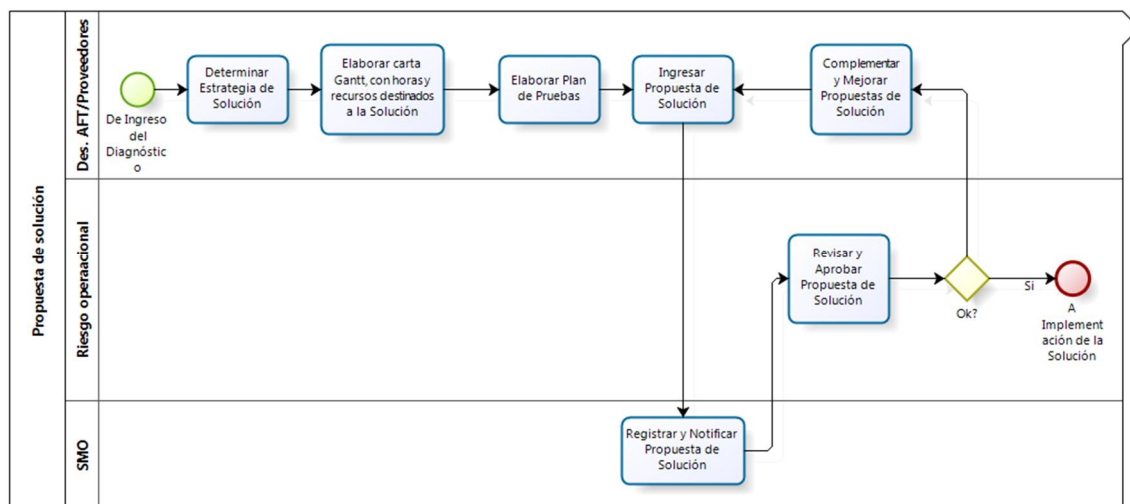 Propuesta de solución
Des. AFT/Proveedores
De Ingreso
del
Diagnóstic
o
Determinar
Estrategia de
Solución
Elaborar carta
Gantt, con horas y
recursos destinados
a la Solución
Elaborar Plan
de Pruebas
Ingresar
Propuesta de
Solución
Complementar
y Mejorar
Propuestas de
Solución
Riesgo operaacional
Revisar y
Aprobar
Propuesta de
Solución
Ok?
Si
A
Implement
ación de la
Solución
SMO
Registrar y Notificar
Propuesta de
Solución